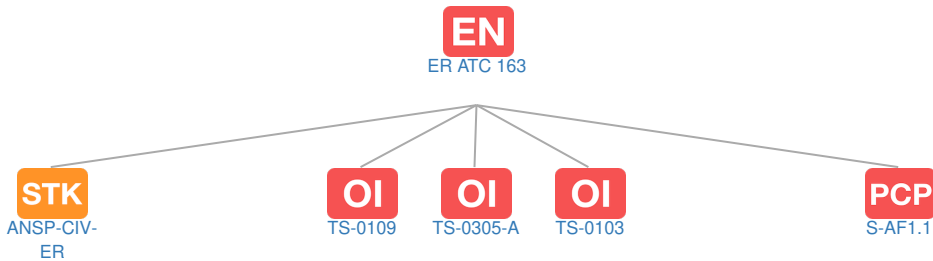 EN
ER ATC 163
STK
OI
OI
OI
PCP
ANSP-CIV-
ER
TS-0109
TS-0305-A
TS-0103
S-AF1.1